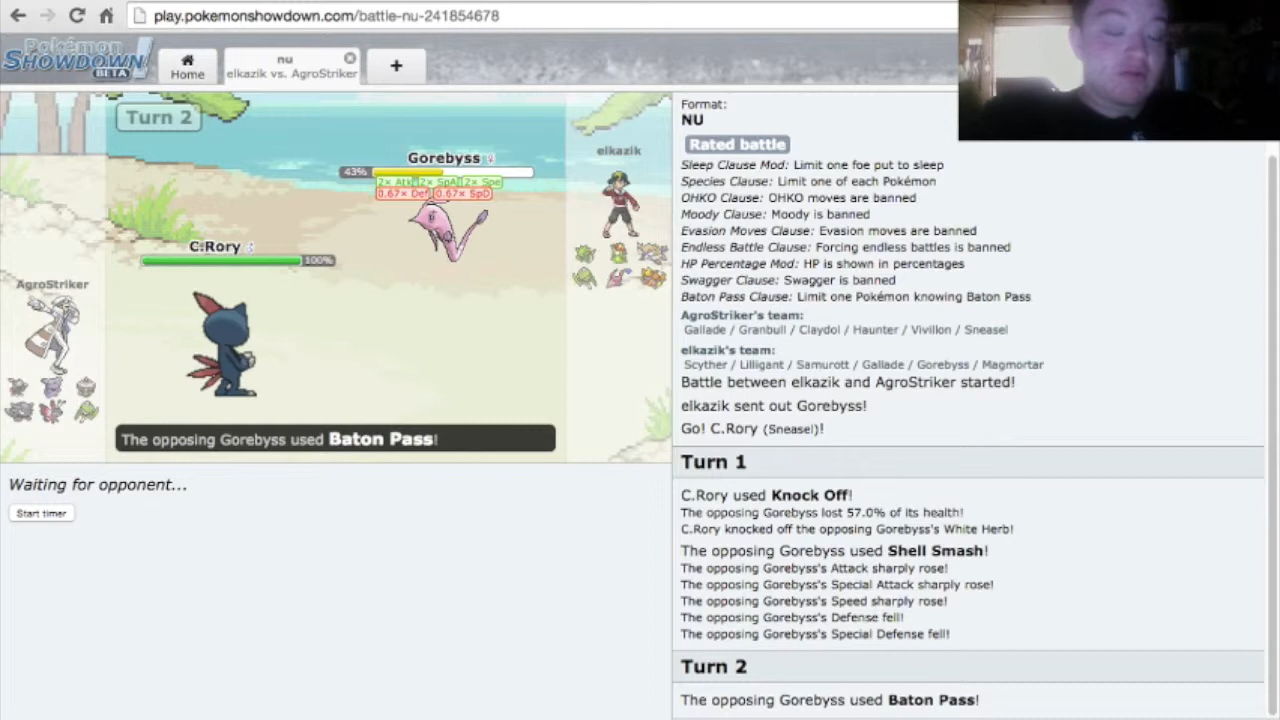 play.pokemonshowdown.com/battle-nu-241854678
Pokémon
SHOWDOWN!
BETA
Home
nu
elkazik vs. AgroStriker
+
Turn 2
Gorebyss
43%
2× Atk 2× SpA 2× Spe
0.67× Def 0.67× SpD
C.Rory
100%
AgroStriker
elkazik
The opposing Gorebyss used Baton Pass!
Waiting for opponent...
Start timer
Format:
NU
Rated battle
Sleep Clause Mod: Limit one foe put to sleep
Species Clause: Limit one of each Pokémon
OHKO Clause: OHKO moves are banned
Moody Clause: Moody is banned
Evasion Moves Clause: Evasion moves are banned
Endless Battle Clause: Forcing endless battles is banned
HP Percentage Mod: HP is shown in percentages
Swagger Clause: Swagger is banned
Baton Pass Clause: Limit one Pokémon knowing Baton Pass
AgroStriker's team:
Gallade / Granbull / Claydol / Haunter / Vivillon / Sneasel
elkazik's team:
Scyther / Lilligant / Samurott / Gallade / Gorebyss / Magmortar
Battle between elkazik and AgroStriker started!
elkazik sent out Gorebyss!
Go! C.Rory (Sneasel)!
Turn 1
C.Rory used Knock Off!
The opposing Gorebyss lost 57.0% of its health!
C.Rory knocked off the opposing Gorebyss's White Herb!
The opposing Gorebyss used Shell Smash!
The opposing Gorebyss's Attack sharply rose!
The opposing Gorebyss's Special Attack sharply rose!
The opposing Gorebyss's Speed sharply rose!
The opposing Gorebyss's Defense fell!
The opposing Gorebyss's Special Defense fell!
Turn 2
The opposing Gorebyss used Baton Pass!